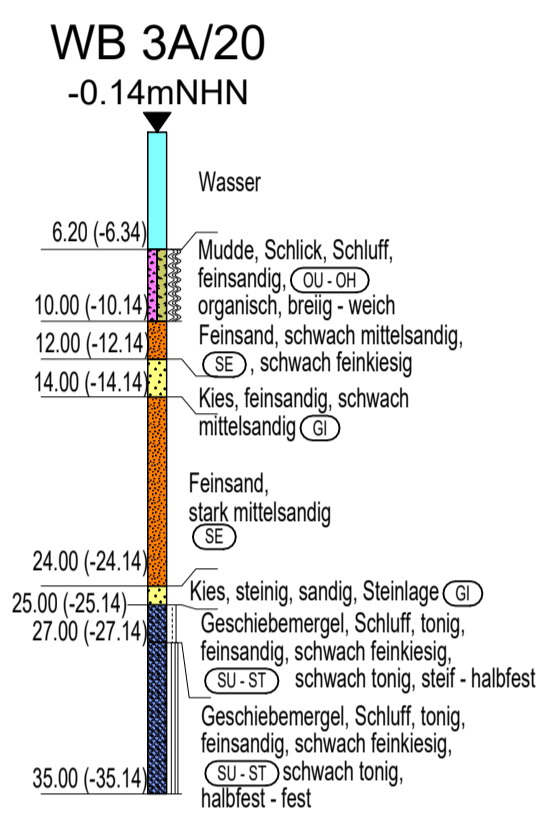 WB 3A/20
-0.14mNHN
Wasser
6.20 (-6.34)
Mudde, Schlick, Schluff,
feinsandig, OU - OH
organisch, breiig - weich
10.00 (-10.14)
Feinsand, schwach mittelsandig,
SE , schwach feinkiesig
12.00 (-12.14)
14.00 (-14.14)
Kies, feinsandig, schwach
mittelsandig GI
Feinsand,
stark mittelsandig
SE
24.00 (-24.14)
Kies, steinig, sandig, Steinlage GI
25.00 (-25.14)
Geschiebemergel, Schluff, tonig,
feinsandig, schwach feinkiesig,
SU - ST schwach tonig, steif - halbfest
27.00 (-27.14)
Geschiebemergel, Schluff, tonig,
feinsandig, schwach feinkiesig,
SU - ST schwach tonig,
halbfest - fest
35.00 (-35.14)